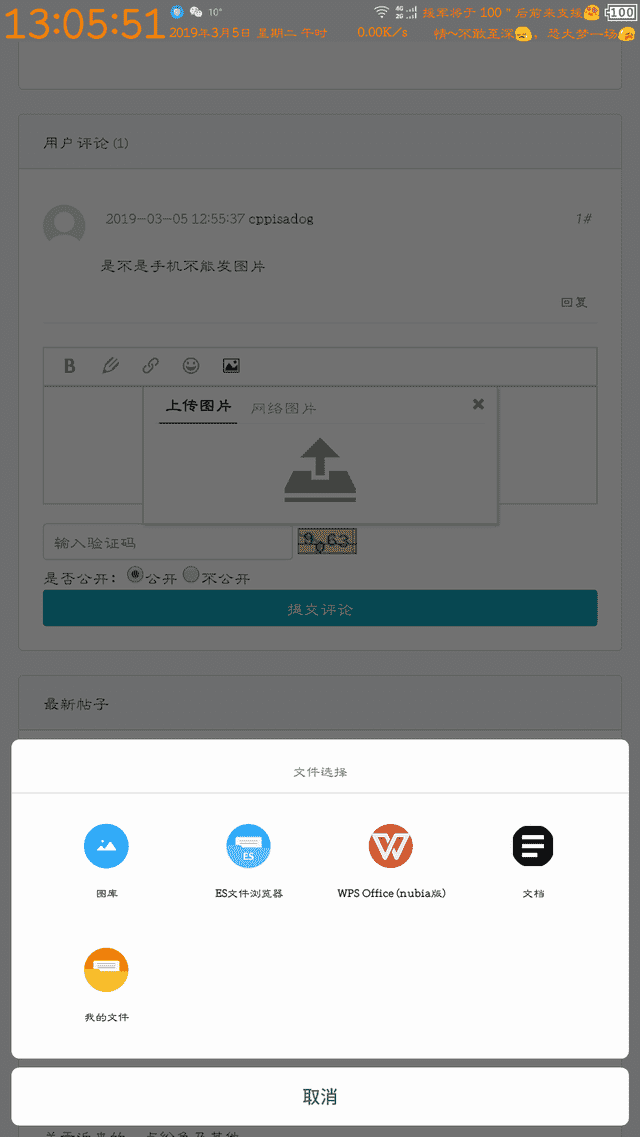 13:05:51
10°
2019年3月5日 星期二 午时
0.00K/s
4G
2G
援军将于 100 " 后前来支援
100
情~不敢至深，恐大梦一场
用户评论 (1)
2019-03-05 12:55:37 cppisadog
1#
是不是手机不能发图片
回复
B
上传图片 网络图片
输入验证码
是否公开： 公开 不公开
提交评论
最新帖子
文件选择
图库
ES
ES文件浏览器
WPS Office (nubia版)
文档
我的文件
取消